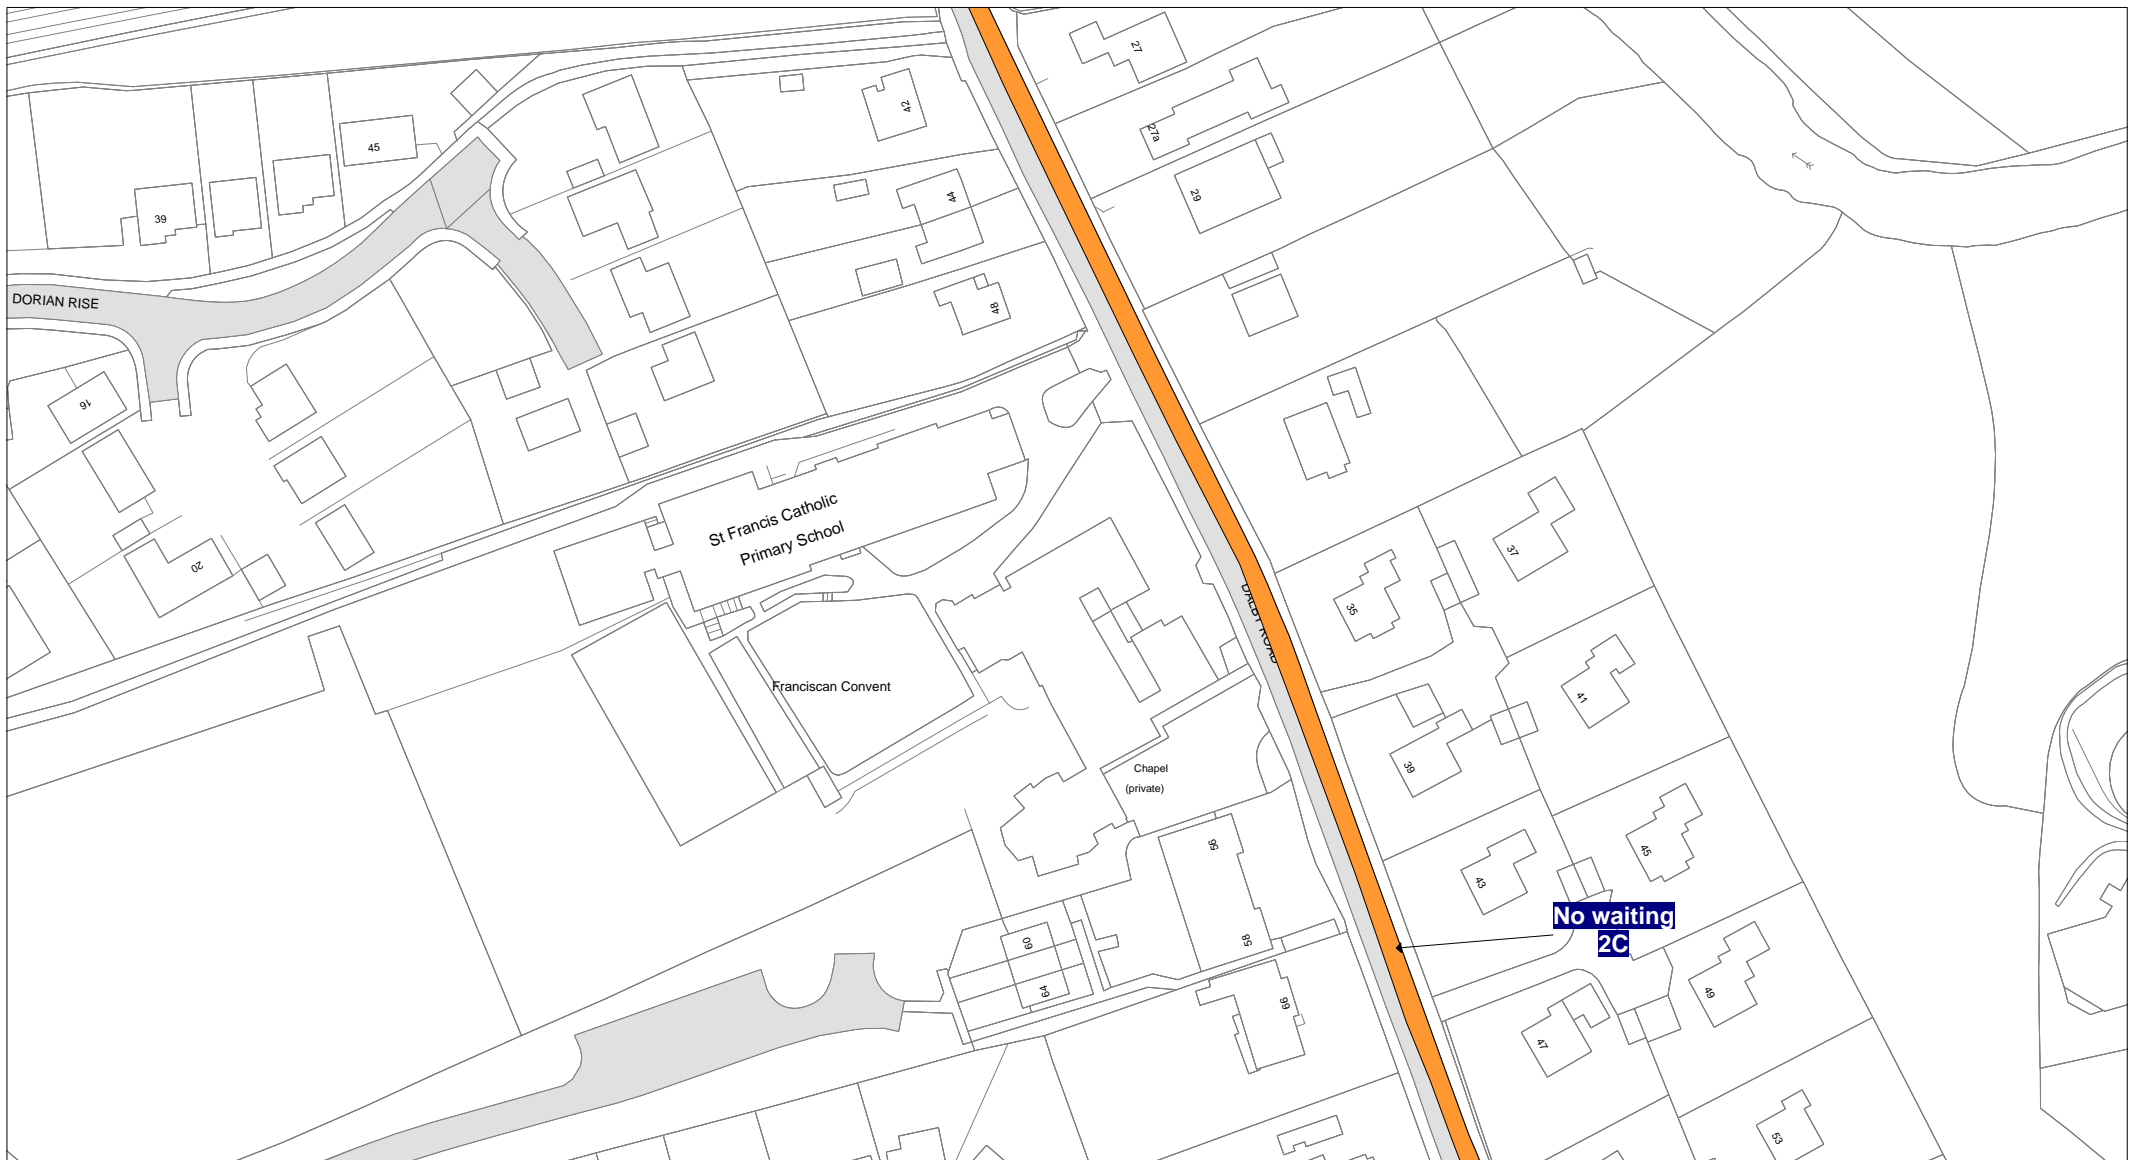 27
42
27a
45
29
44
39
DORIAN RISE
48
16
St Francis Catholic
Primary School
37
20
35
DALBY ROAD
Franciscan Convent
41
39
Chapel
(private)
56
45
43
No waiting
2C
58
60
64
66
49
47
53